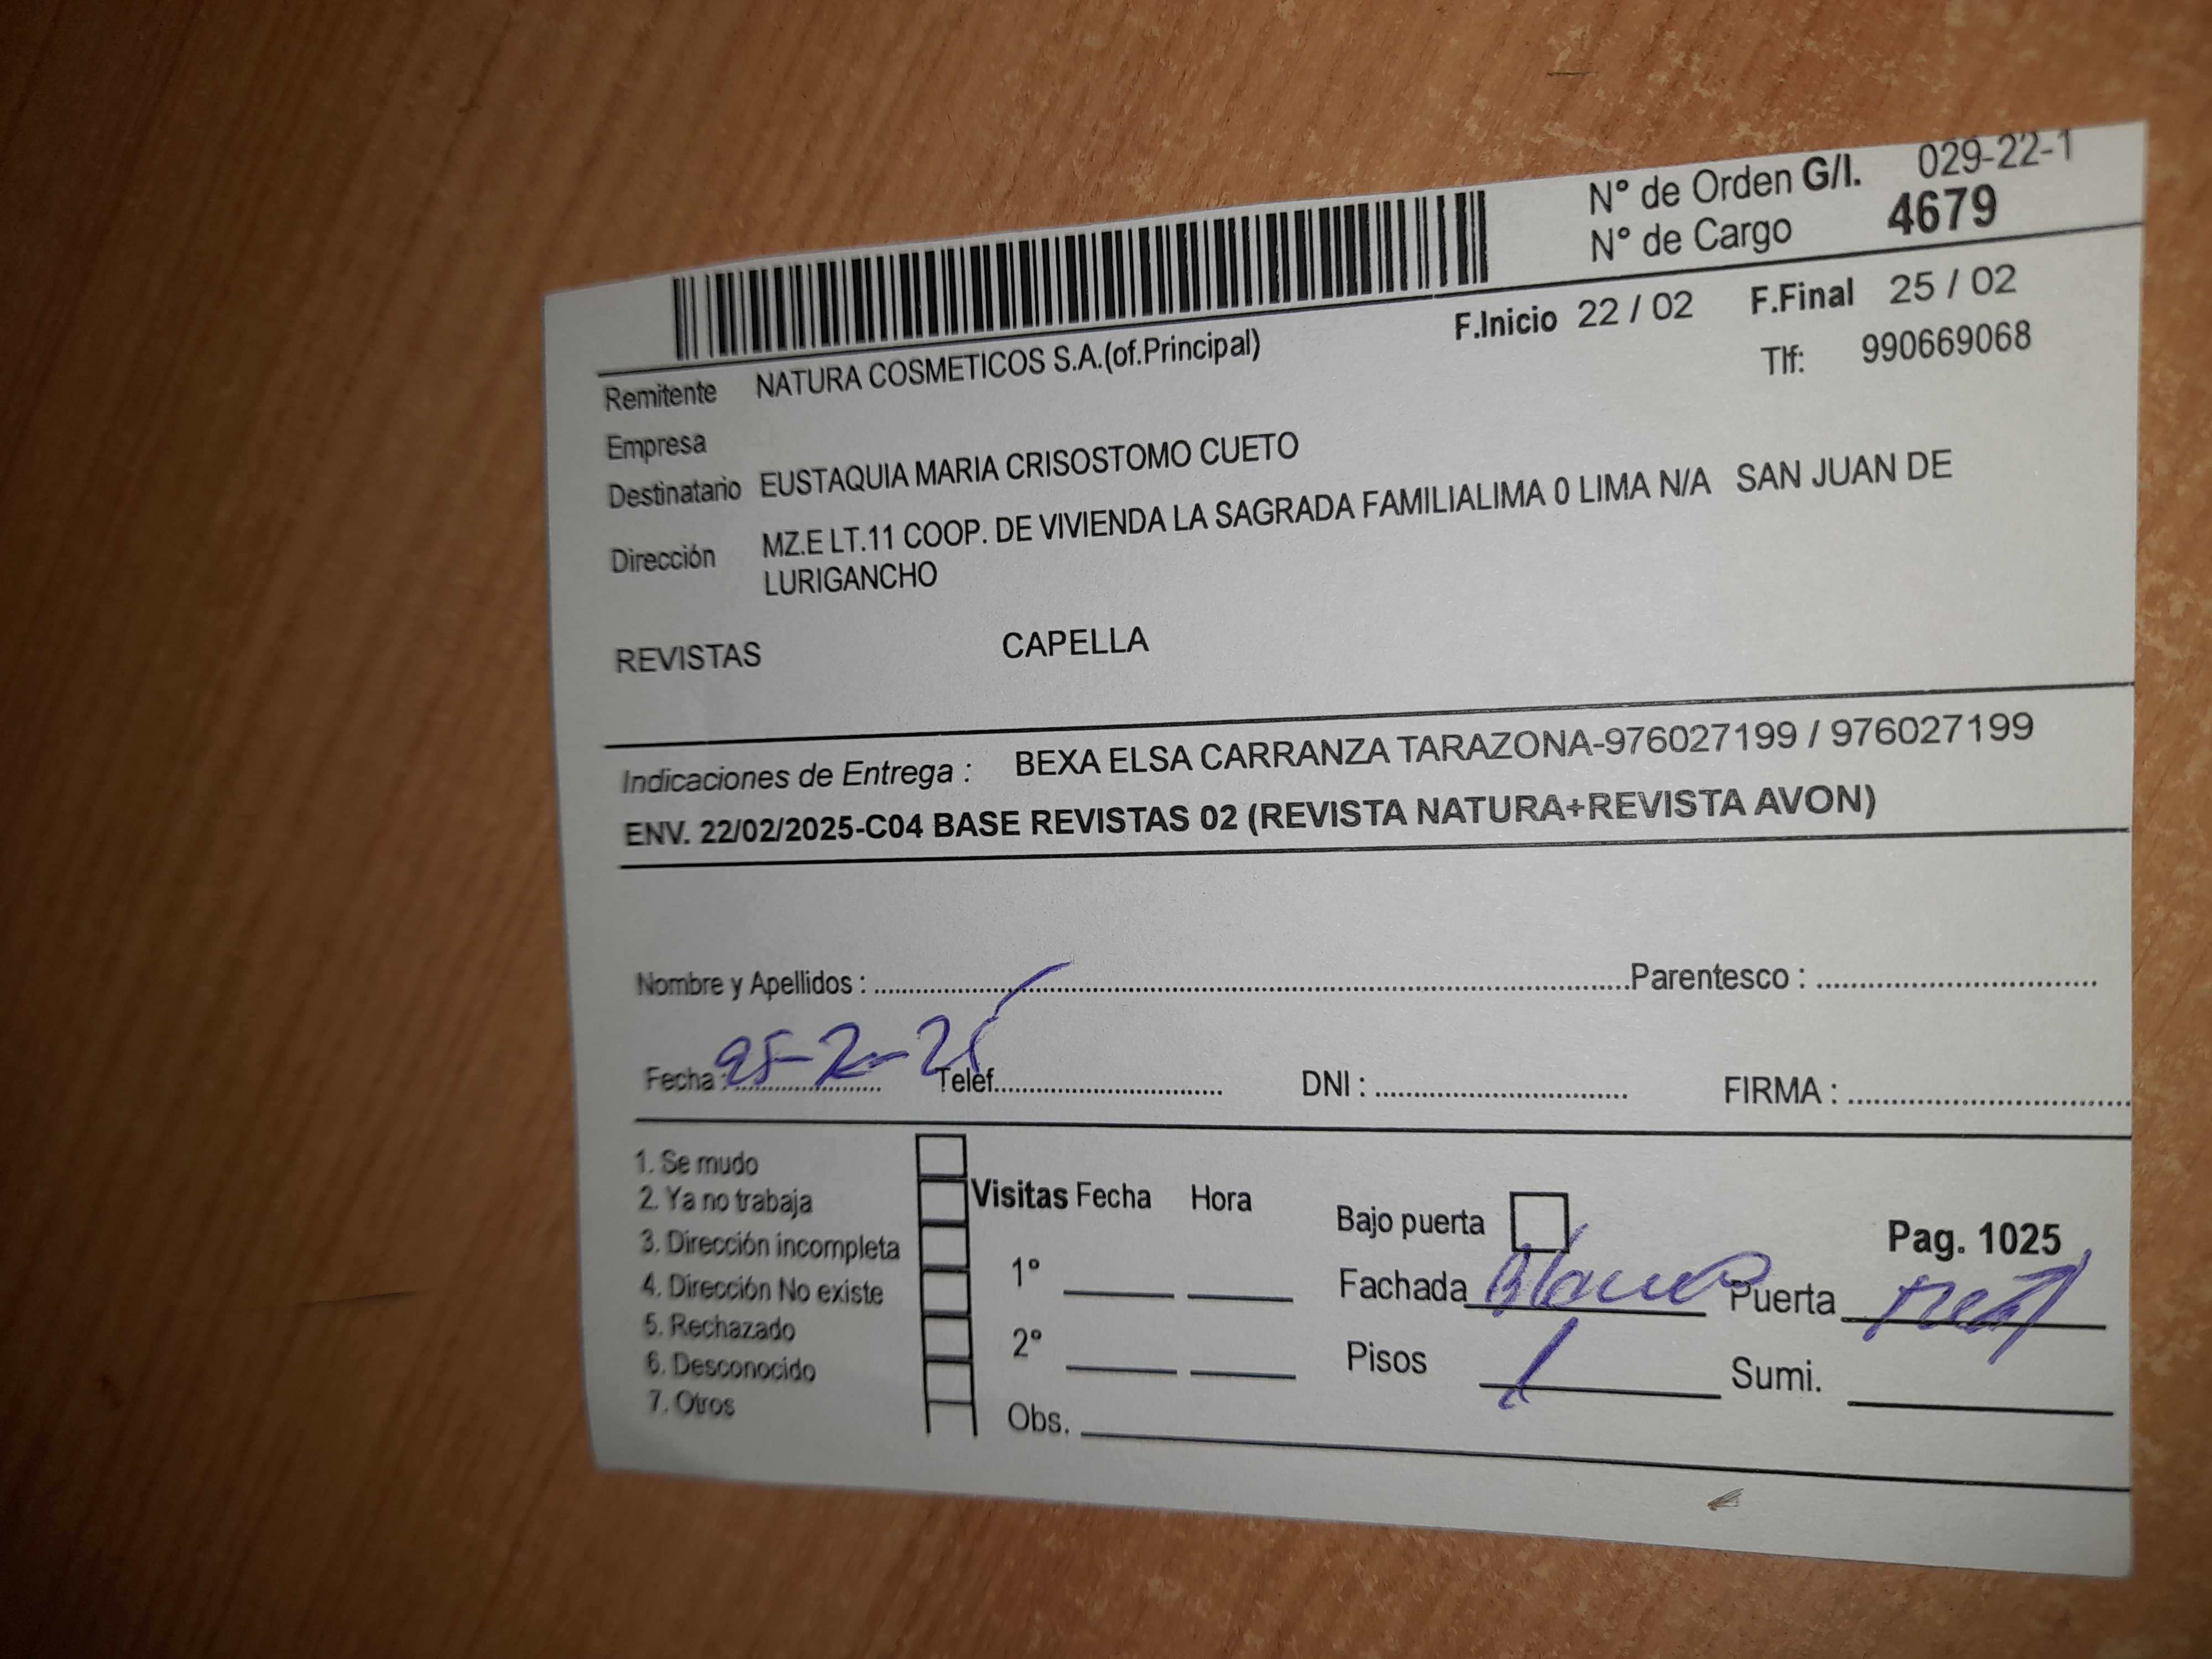 N° de Orden G/I. 029-22-1
N° de Cargo 4679
F.Inicio 22 / 02 F.Final 25 / 02
Remitente NATURA COSMETICOS S.A.(of.Principal) Tlf: 990669068
Empresa
Destinatario EUSTAQUIA MARIA CRISOSTOMO CUETO
Dirección MZ.E LT.11 COOP. DE VIVIENDA LA SAGRADA FAMILIALIMA 0 LIMA N/A SAN JUAN DE
LURIGANCHO
REVISTAS CAPELLA
Indicaciones de Entrega : BEXA ELSA CARRANZA TARAZONA-976027199 / 976027199
ENV. 22/02/2025-C04 BASE REVISTAS 02 (REVISTA NATURA+REVISTA AVON)
Nombre y Apellidos : Parentesco :
Fecha : 25-2-25 Telef. DNI : FIRMA :
1. Se mudo
2. Ya no trabaja
3. Dirección incompleta
4. Dirección No existe
5. Rechazado
6. Desconocido
7. Otros
Visitas Fecha Hora
1°
2°
Obs.
Bajo puerta Pag. 1025
Fachada Blanco Puerta
Pisos 1 Sumi.